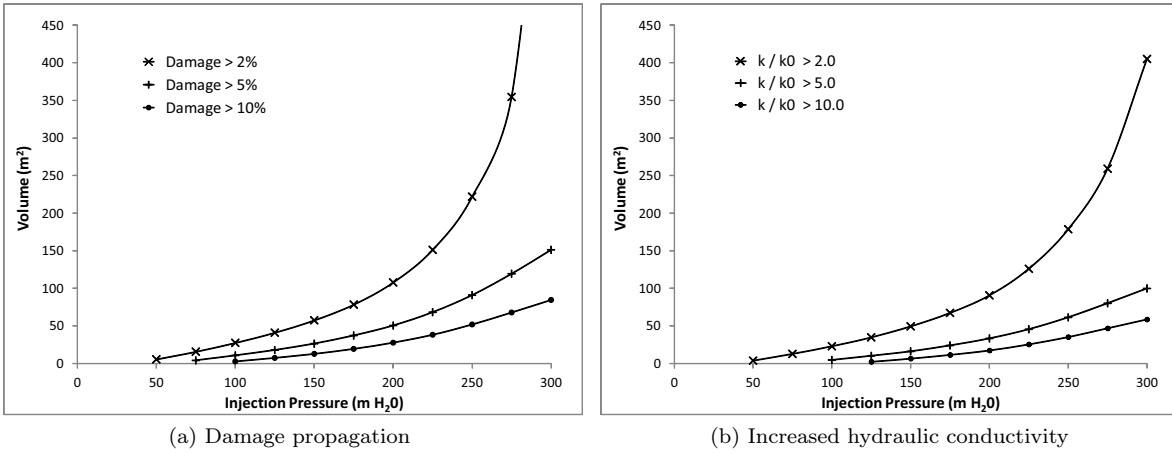 450
400
350
300
250
200
150
100
50
0
Volume (m²)
Damage > 2%
Damage > 5%
Damage > 10%
0 50 100 150 200 250 300
Injection Pressure (m H₂0)
(a) Damage propagation
450
400
350
300
250
200
150
100
50
0
Volume (m²)
k / k0 > 2.0
k / k0 > 5.0
k / k0 > 10.0
0 50 100 150 200 250 300
Injection Pressure (m H₂0)
(b) Increased hydraulic conductivity